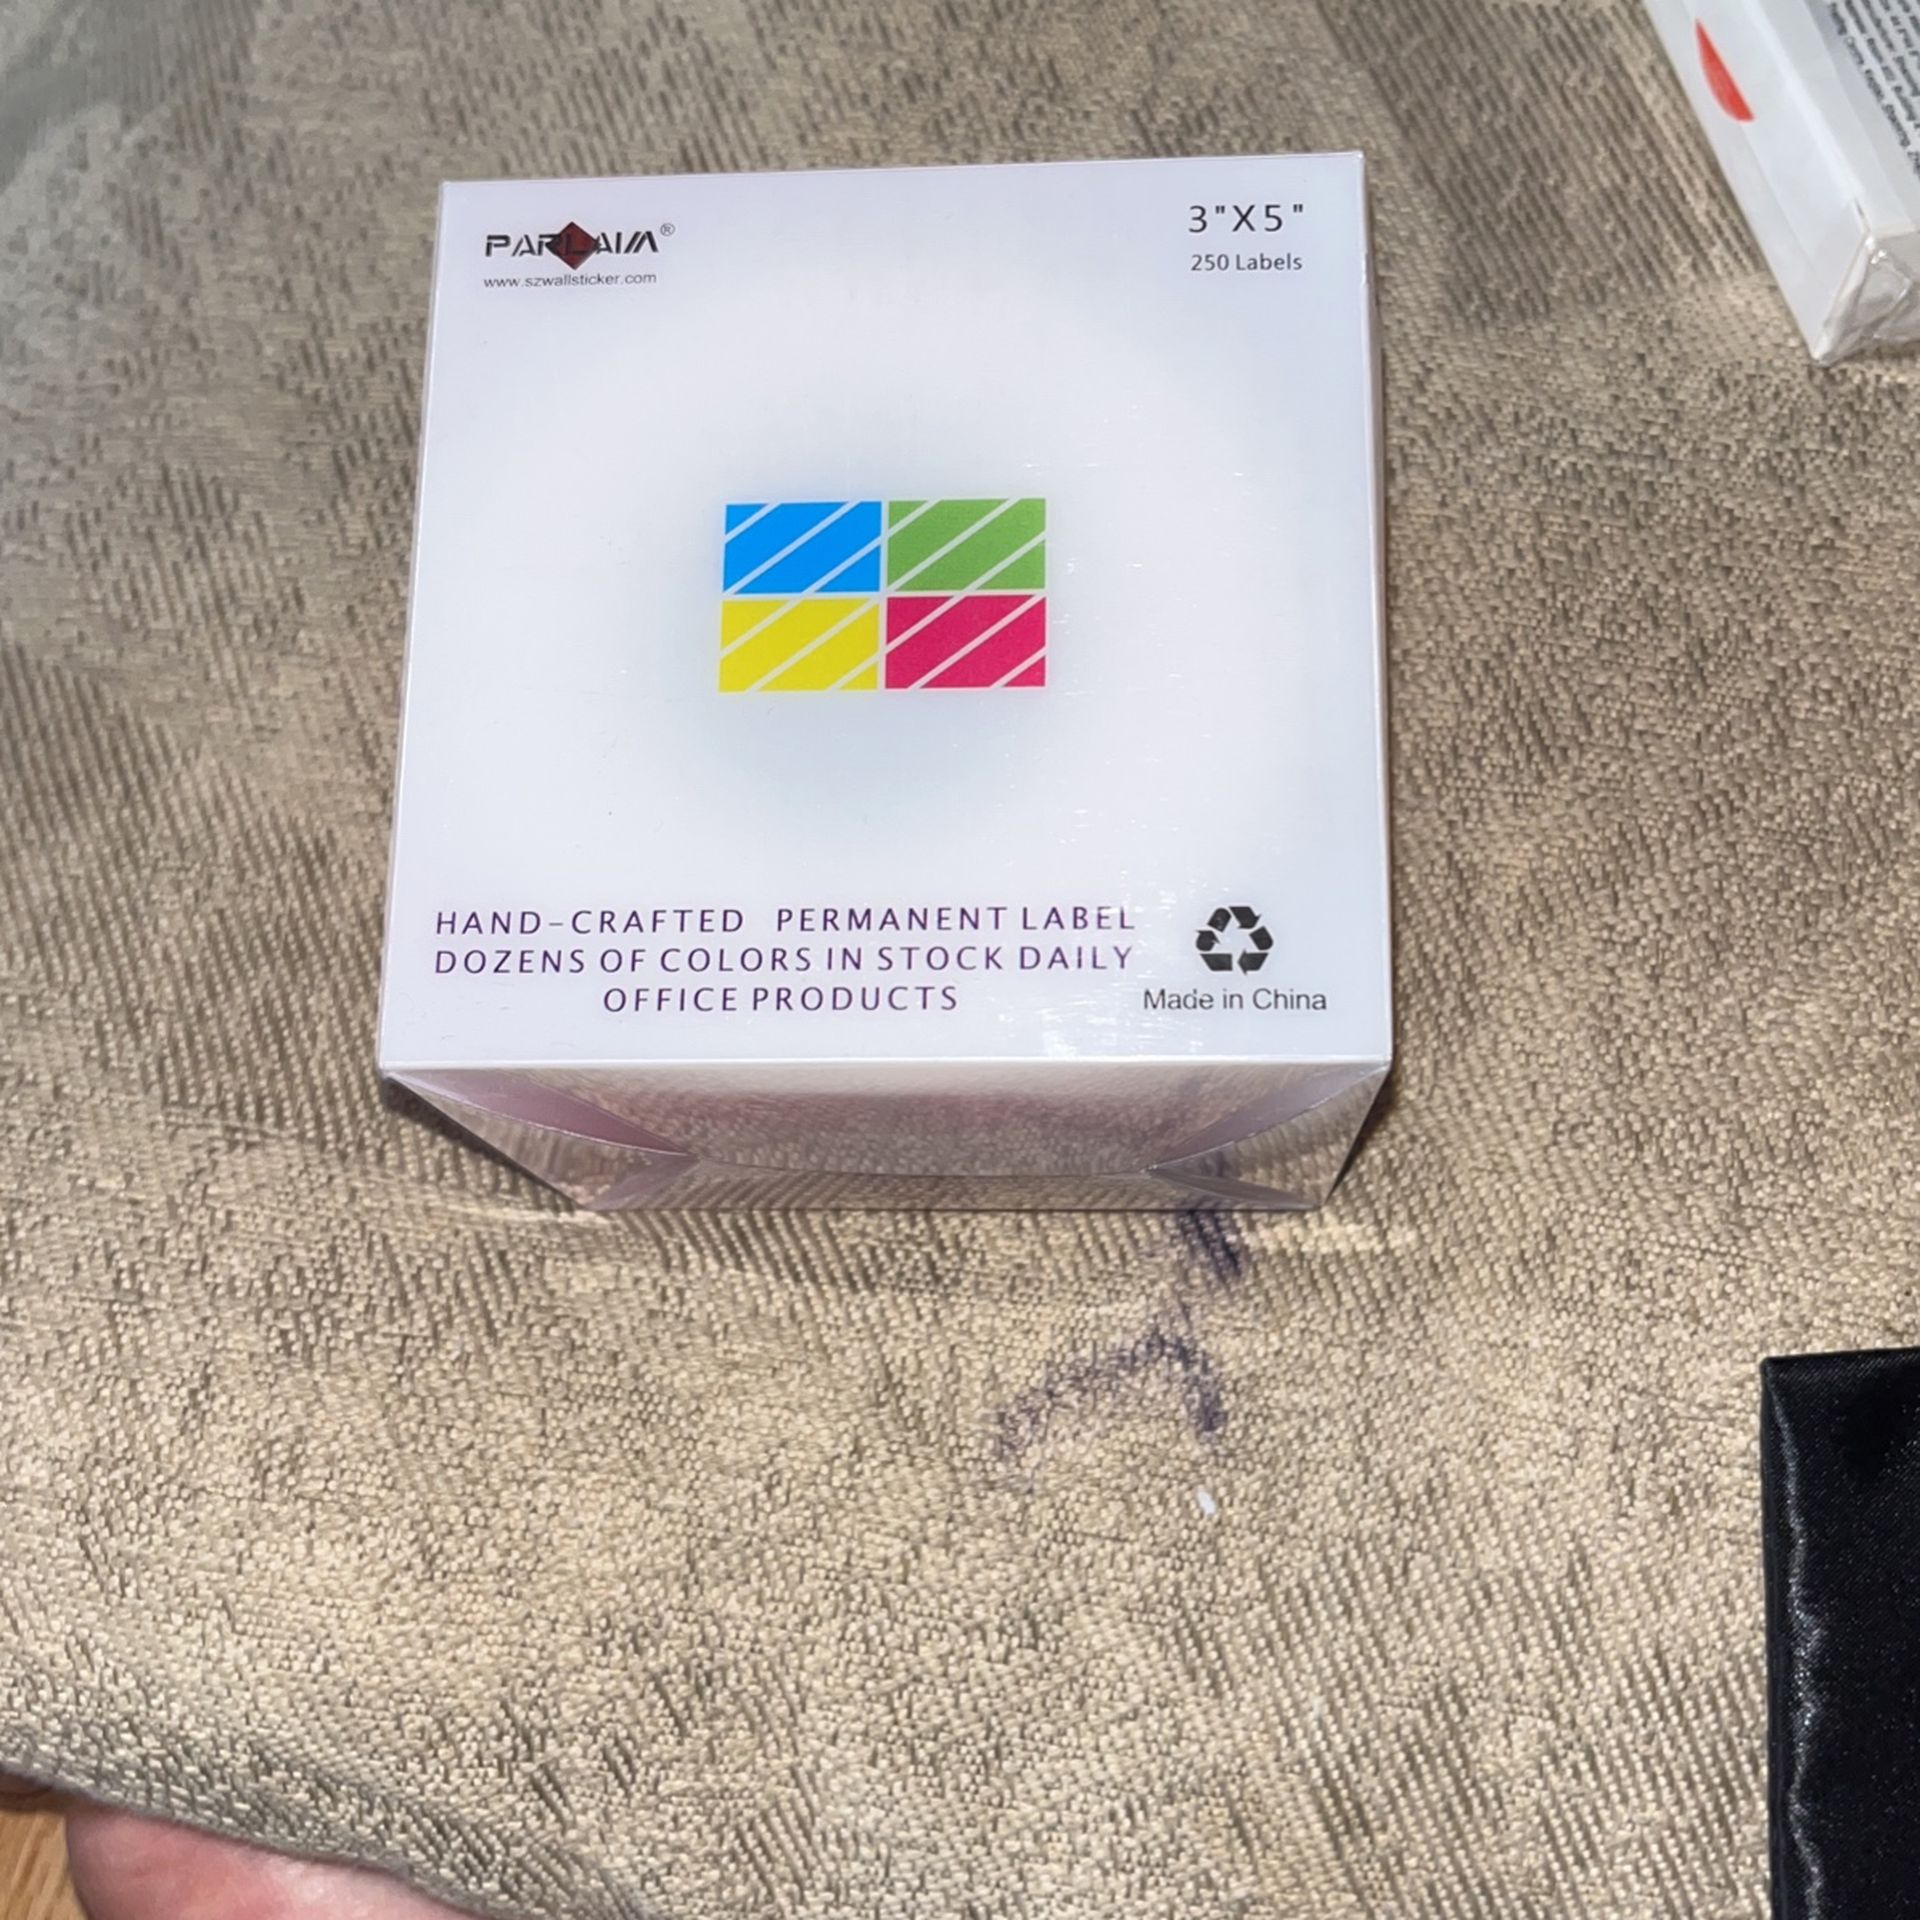 PARLAIM®
www.szwallsticker.com
3"X5"
250 Labels
HAND-CRAFTED PERMANENT LABEL
DOZENS OF COLORS IN STOCK DAILY
OFFICE PRODUCTS
Made in China